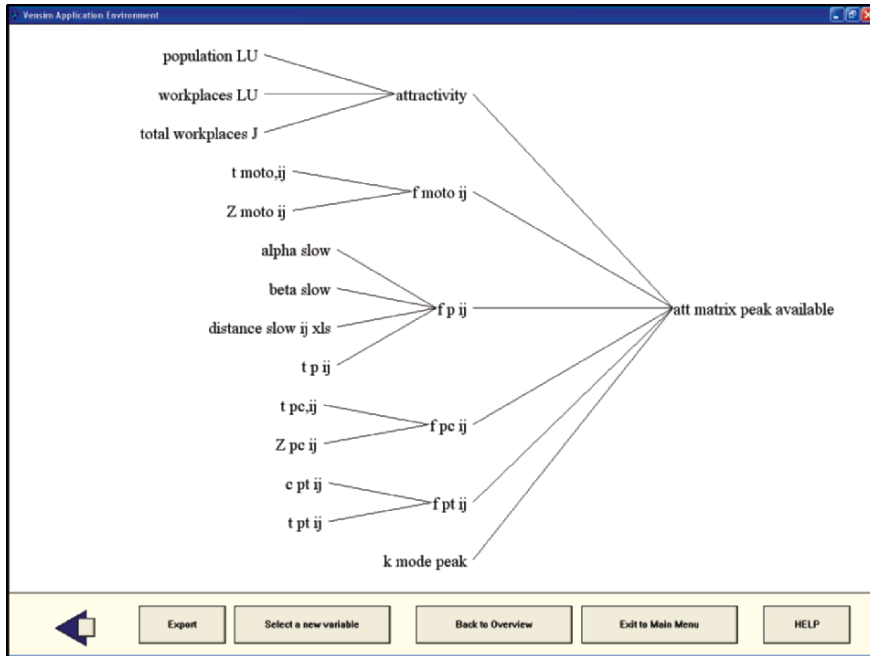 Vensim Application Environment
population LU
workplaces LU
attractivity
total workplaces J
t moto,ij
f moto ij
Z moto ij
alpha slow
beta slow
f p ij
att matrix peak available
distance slow ij xls
t p ij
t pc,ij
f pc ij
Z pc ij
c pt ij
f pt ij
t pt ij
k mode peak
Export
Select a new variable
Back to Overview
Exit to Main Menu
HELP